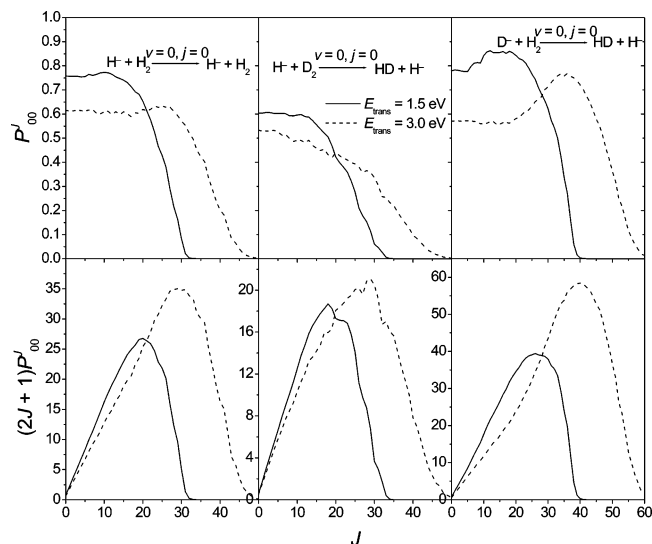 1.0
0.9
0.8
0.7
0.6
0.5
0.4
0.3
0.2
0.1
0.0
P^J_00
v=0, j=0
H⁻ + H₂ ⟶ H⁻ + H₂
v=0, j=0
H⁻ + D₂ ⟶ HD + H⁻
E_trans = 1.5 eV
E_trans = 3.0 eV
v=0, j=0
D⁻ + H₂ ⟶ HD + H⁻
35
30
25
20
15
10
5
0
(2J + 1)P^J_00
20
16
12
8
4
0
60
50
40
30
20
10
0
0 10 20 30 40
0 10 20 30 40
0 10 20 30 40 50 60
J